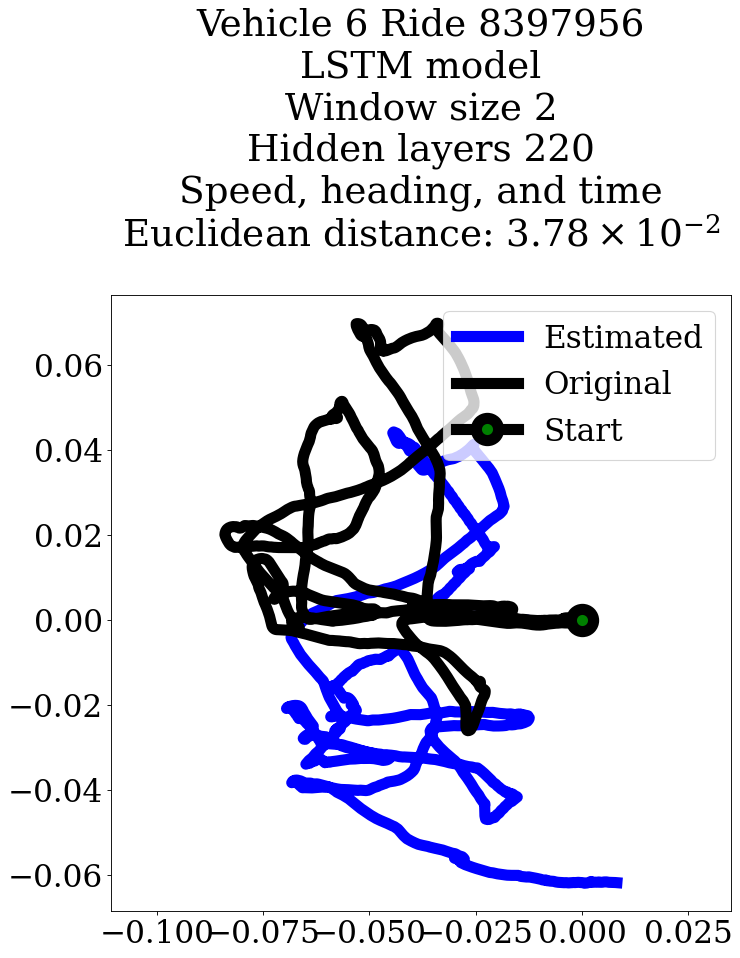 Vehicle 6 Ride 8397956
LSTM model
Window size 2
Hidden layers 220
Speed, heading, and time
Euclidean distance: 3.78 × 10⁻²
Estimated
Original
Start
0.06
0.04
0.02
0.00
−0.02
−0.04
−0.06
−0.100 −0.075 −0.050 −0.025 0.000 0.025